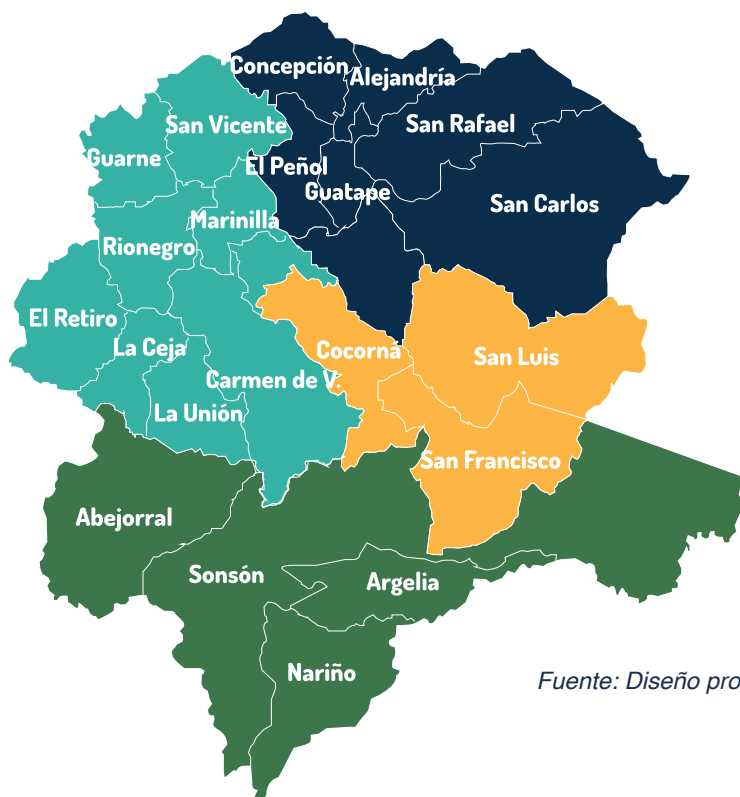 Concepción
Alejandría
San Vicente
San Rafael
Guarne
El Peñol
Guatape
San Carlos
Marinilla
Rionegro
El Retiro
La Ceja
Cocorná
San Luis
Carmen de V.
La Unión
San Francisco
Abejorral
Sonsón
Argelia
Nariño
Fuente: Diseño pro